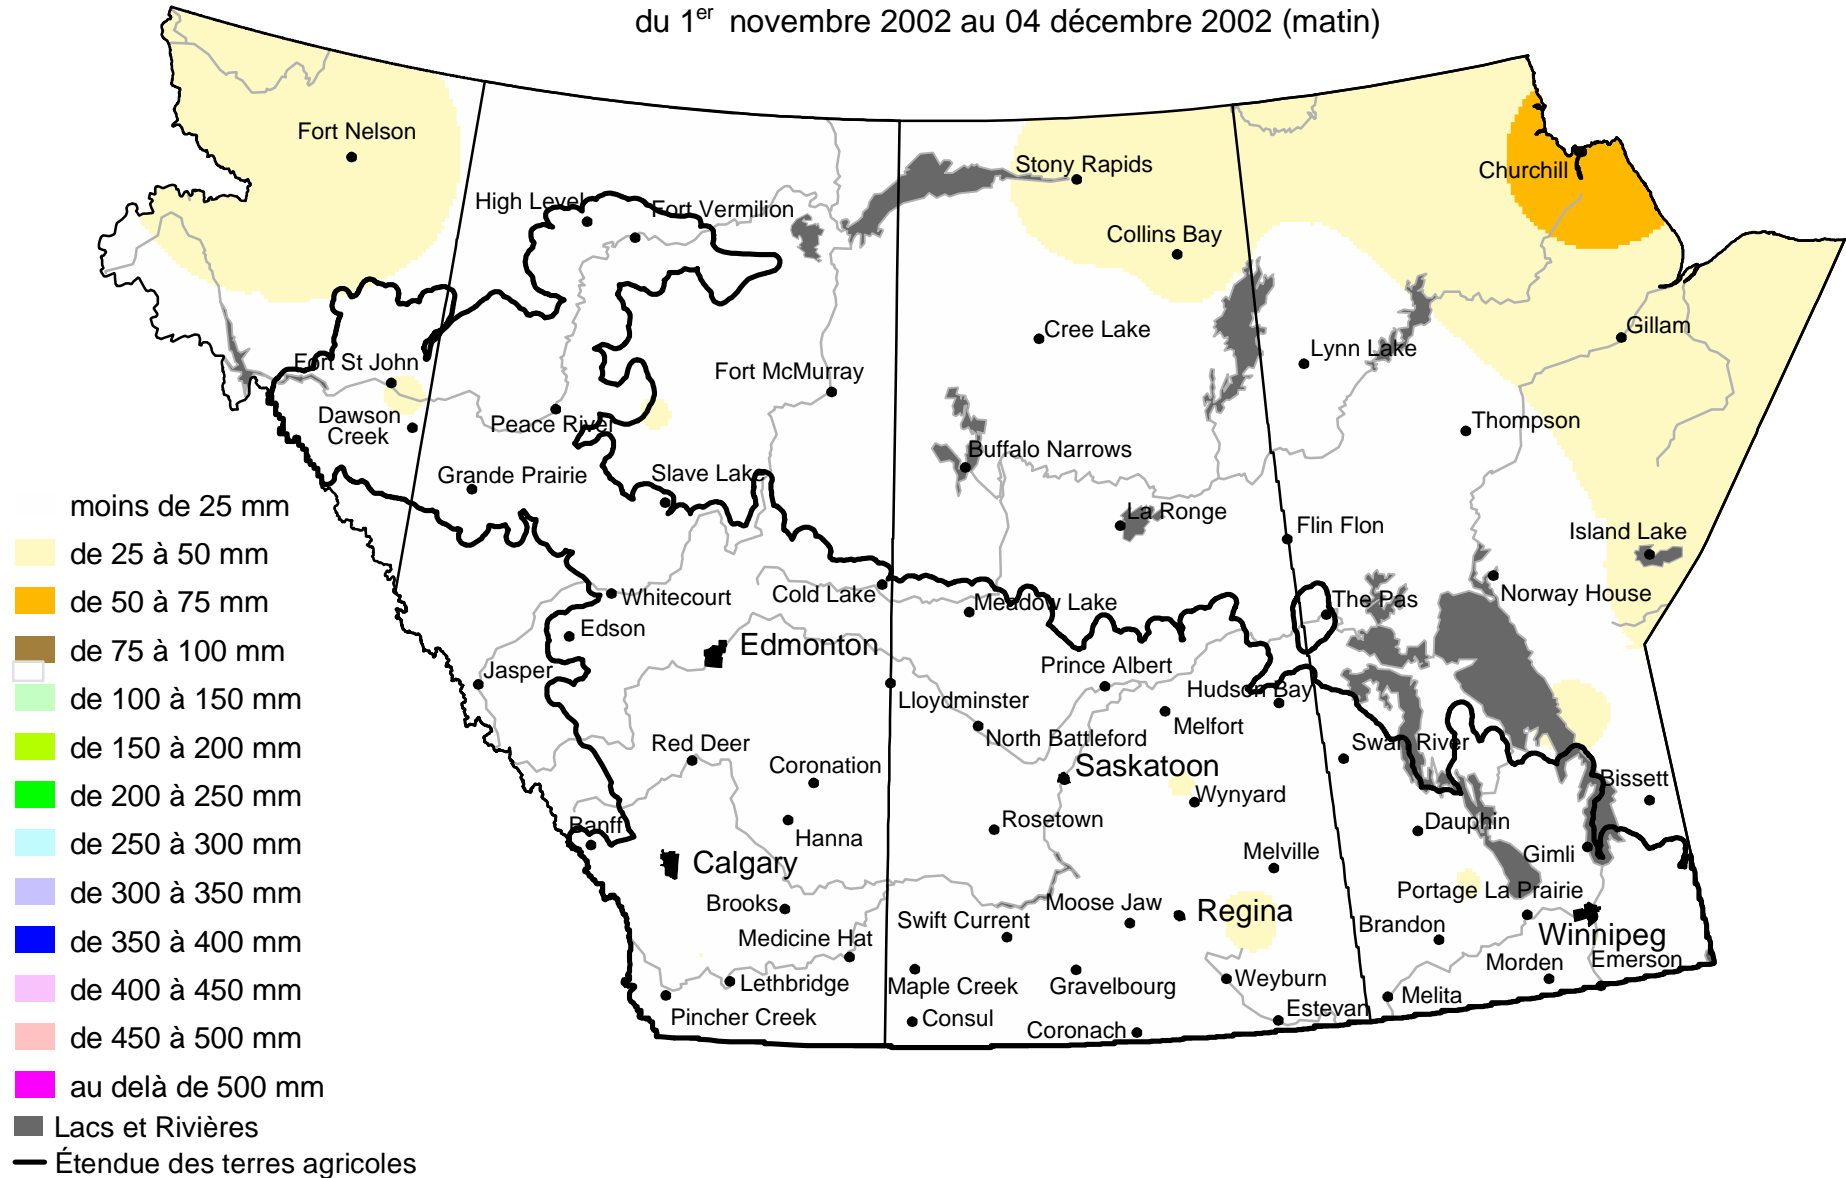 du 1er novembre 2002 au 04 décembre 2002 (matin)
Fort Nelson
Stony Rapids
Churchill
High Level
Fort Vermilion
Collins Bay
Gillam
Cree Lake
Lynn Lake
Fort St John
Fort McMurray
Dawson
Creek
Peace River
Thompson
Buffalo Narrows
Grande Prairie
Slave Lake
La Ronge
Flin Flon
Island Lake
Whitecourt
Cold Lake
Meadow Lake
The Pas
Norway House
Edson
Edmonton
Jasper
Prince Albert
Hudson Bay
Lloydminster
Melfort
North Battleford
Red Deer
Swan River
Coronation
Saskatoon
Bissett
Wynyard
Banff
Hanna
Rosetown
Dauphin
Calgary
Melville
Gimli
Portage La Prairie
Brooks
Moose Jaw
Regina
Swift Current
Brandon
Winnipeg
Medicine Hat
Emerson
Morden
Lethbridge
Maple Creek
Gravelbourg
Weyburn
Melita
Pincher Creek
Consul
Coronach
Estevan
moins de 25 mm
de 25 à 50 mm
de 50 à 75 mm
de 75 à 100 mm
de 100 à 150 mm
de 150 à 200 mm
de 200 à 250 mm
de 250 à 300 mm
de 300 à 350 mm
de 350 à 400 mm
de 400 à 450 mm
de 450 à 500 mm
au delà de 500 mm
Lacs et Rivières
Étendue des terres agricoles